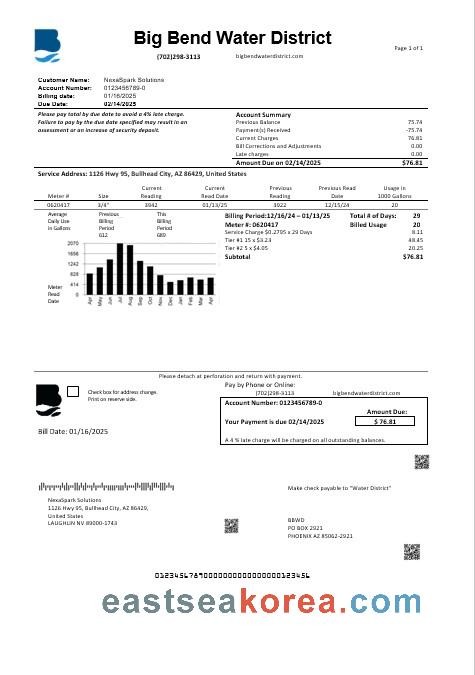 Big Bend Water District
Page 1 of 1
(702)298-3113 bigbendwaterdistrict.com
Customer Name: NexaSpark Solutions
Account Number: 0123456789-0
Billing date: 01/16/2025
Due Date: 02/14/2025
Please pay total by due date to avoid a 4% late charge.
Failure to pay by the due date specified may result in an
assessment or an increase of security deposit.
Account Summary
Previous Balance 75.74
Payment(s) Received -75.74
Current Charges 76.81
Bill Corrections and Adjustments 0.00
Late charges 0.00
Amount Due on 02/14/2025 $76.81
Service Address: 1126 Hwy 95, Bullhead City, AZ 86429, United States
Meter # Size Current Reading Current Read Date Previous Reading Previous Read Date Usage in 1000 Gallons
0620417 3/4" 3942 01/13/25 3922 12/15/24 20
Average Daily Use in Gallons
Previous Billing Period 612
This Billing Period 689
2070
1242
828
414
0
Meter Read Date
Apr May Jun Jul Aug Sep Oct Nov Dec Jan Feb Mar Apr
Billing Period:12/16/24 – 01/13/25 Total # of Days: 29
Meter #: 0620417 Billed Usage 20
Service Charge $0.2795 x 29 Days 8.11
Tier #1 15 x $3.23 48.45
Tier #2 5 x $4.05 20.25
Subtotal $76.81
Please detach at perforation and return with payment.
Check box for address change.
Print on reserve side.
Pay by Phone or Online:
(702)298-3113 bigbendwaterdistrict.com
Account Number: 0123456789-0
Amount Due:
Your Payment is due 02/14/2025 $ 76.81
A 4 % late charge will be charged on all outstanding balances.
Bill Date: 01/16/2025
Make check payable to "Water District"
NexaSpark Solutions
1126 Hwy 95, Bullhead City, AZ 86429,
United States
LAUGHLIN NV 89000-1743
BBWD
PO BOX 2921
PHOENIX AZ 85062-2921
eastseakorea.com